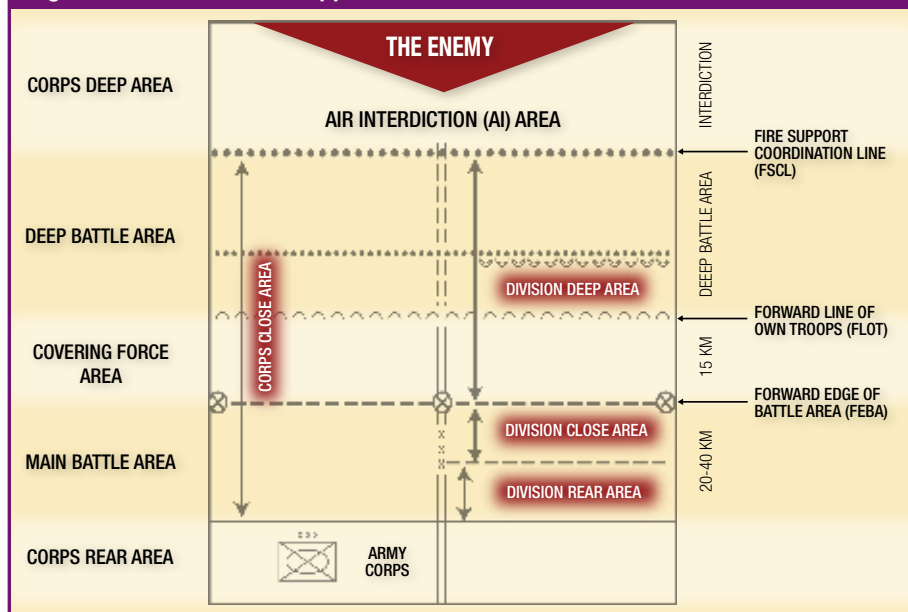 THE ENEMY
CORPS DEEP AREA
AIR INTERDICTION (AI) AREA
INTERDICTION
FIRE SUPPORT
COORDINATION LINE
(FSCL)
DEEP BATTLE AREA
DEEEP BATTLE AREA
CORPS CLOSE AREA
DIVISION DEEP AREA
FORWARD LINE OF
OWN TROOPS (FLOT)
COVERING FORCE
AREA
15 KM
FORWARD EDGE OF
BATTLE AREA (FEBA)
DIVISION CLOSE AREA
MAIN BATTLE AREA
20-40 KM
DIVISION REAR AREA
CORPS REAR AREA
ARMY
CORPS